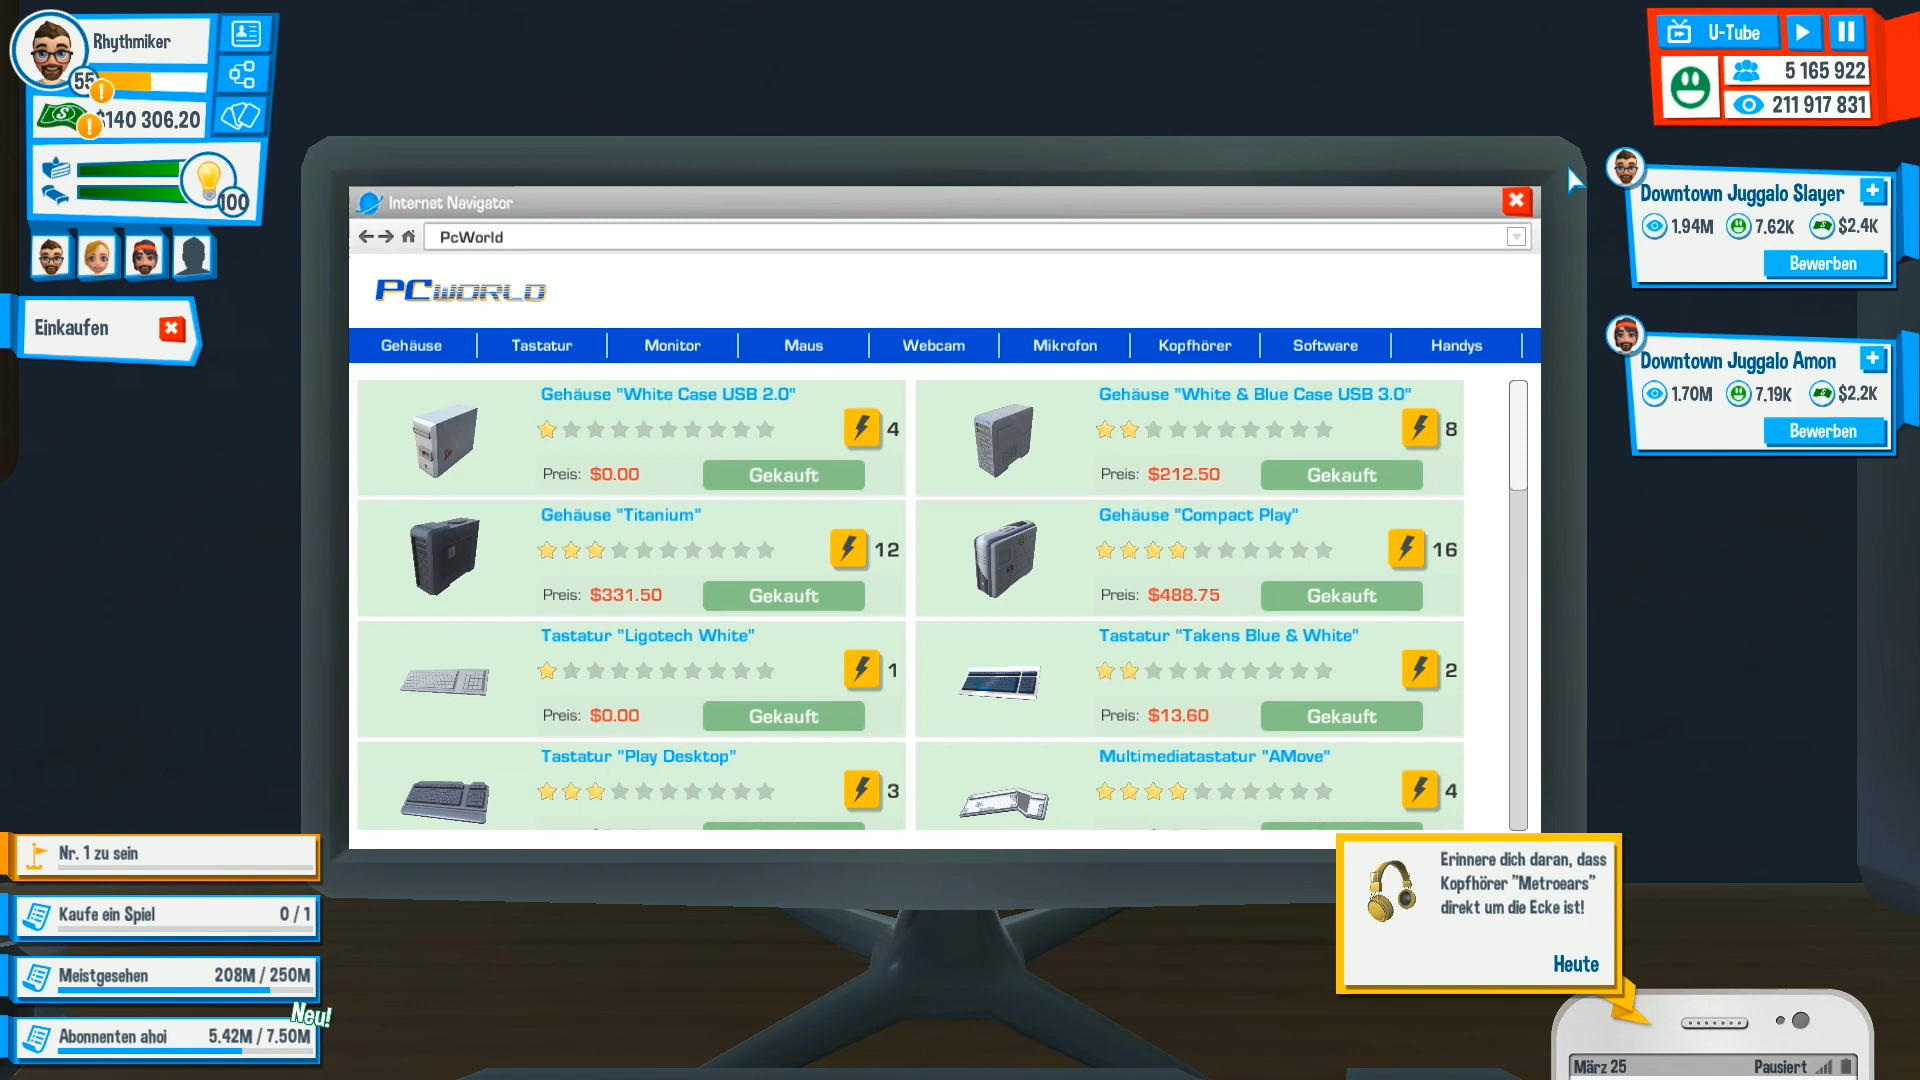 Rhythmiker
55
$140 306.20
100
Einkaufen
Nr. 1 zu sein
Kaufe ein Spiel 0 / 1
Meistgesehen 208M / 250M
Neu!
Abonnenten ahoi 5.42M / 7.50M
Internet Navigator
PcWorld
PCWORLD
Gehäuse Tastatur Monitor Maus Webcam Mikrofon Kopfhörer Software Handys
Gehäuse "White Case USB 2.0"
4
Preis: $0.00 Gekauft
Gehäuse "White & Blue Case USB 3.0"
8
Preis: $212.50 Gekauft
Gehäuse "Titanium"
12
Preis: $331.50 Gekauft
Gehäuse "Compact Play"
16
Preis: $488.75 Gekauft
Tastatur "Ligotech White"
1
Preis: $0.00 Gekauft
Tastatur "Takens Blue & White"
2
Preis: $13.60 Gekauft
Tastatur "Play Desktop"
3
Multimediatastatur "AMove"
4
U-Tube
5 165 922
211 917 831
Downtown Juggalo Slayer
1.94M 7.62K $2.4K
Bewerben
Downtown Juggalo Amon
1.70M 7.19K $2.2K
Bewerben
Erinnere dich daran, dass
Kopfhörer "Metroears"
direkt um die Ecke ist!
Heute
März 25 Pausiert